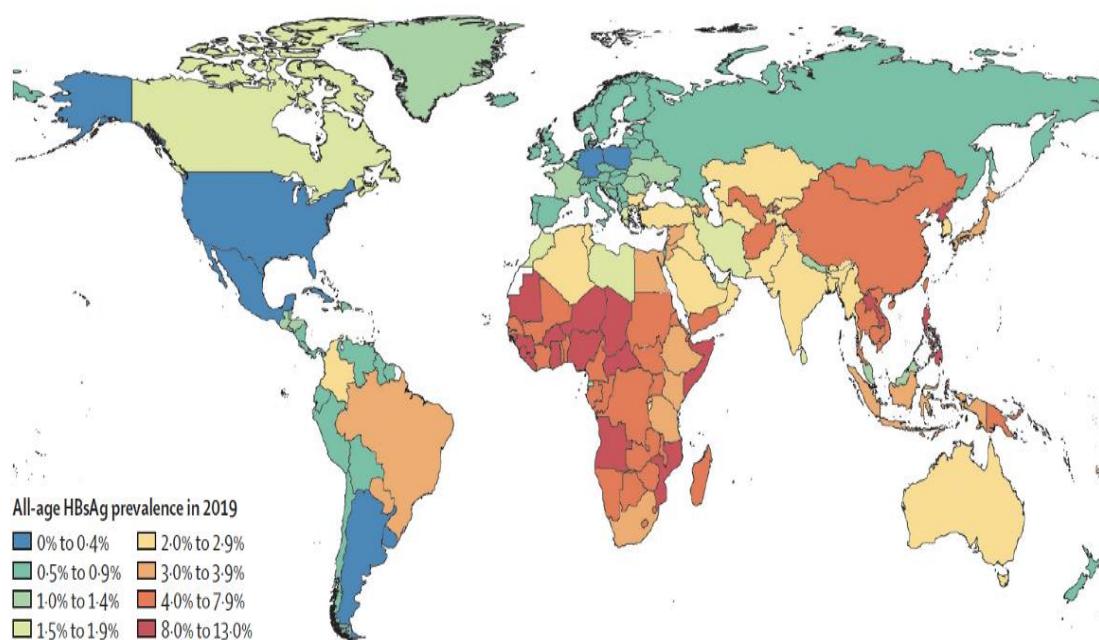 All-age HBsAg prevalence in 2019
0% to 0·4%
0·5% to 0·9%
1·0% to 1·4%
1·5% to 1·9%
2·0% to 2·9%
3·0% to 3·9%
4·0% to 7·9%
8·0% to 13·0%